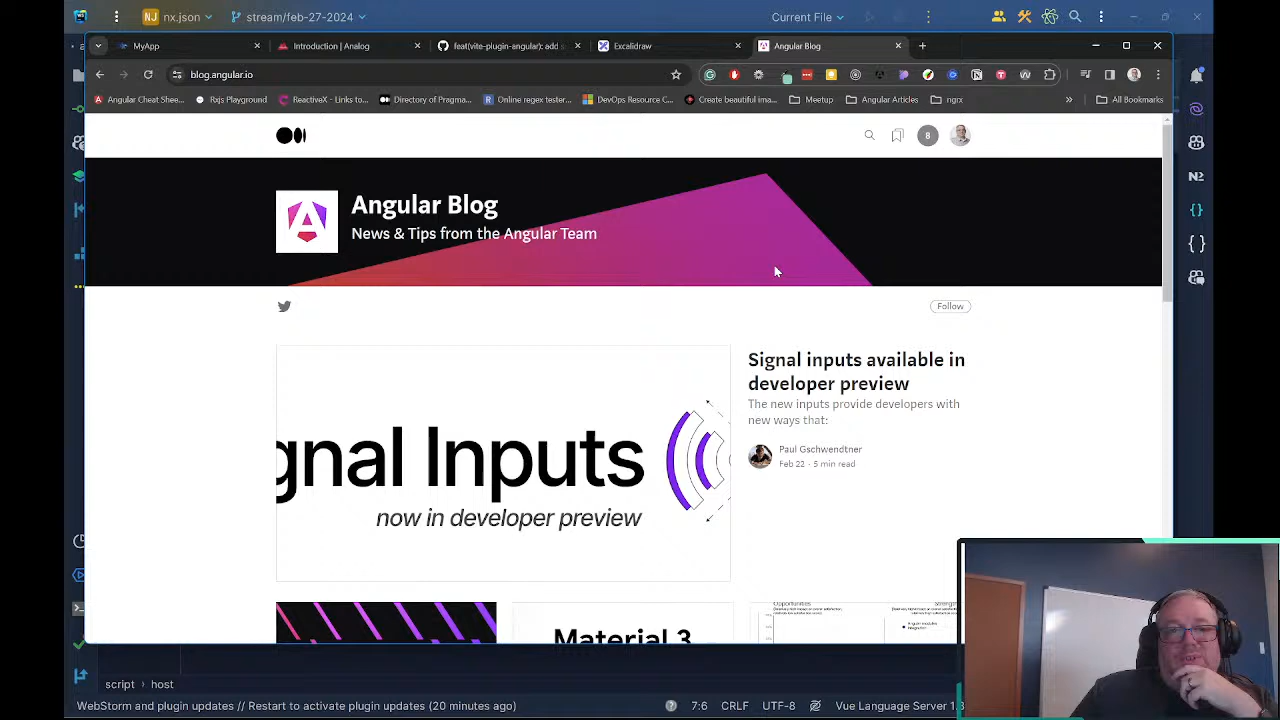 NJ nx.json
stream/feb-27-2024
Current File
MyApp
Introduction | Analog
feat(vite-plugin-angular): add s
Excalidraw
Angular Blog
blog.angular.io
Angular Cheat Shee...
Rxjs Playground
ReactiveX - Links to...
Directory of Pragma...
Online regex tester...
DevOps Resource C...
Create beautiful ima...
Meetup
Angular Articles
ngrx
»
All Bookmarks
8
Angular Blog
News & Tips from the Angular Team
Follow
gnal Inputs
now in developer preview
Signal inputs available in
developer preview
The new inputs provide developers with
new ways that:
Paul Gschwendtner
Feb 22 · 5 min read
Material 3
Opportunities
script › host
WebStorm and plugin updates // Restart to activate plugin updates (20 minutes ago)
7:6 CRLF UTF-8
Vue Language Server 1.8